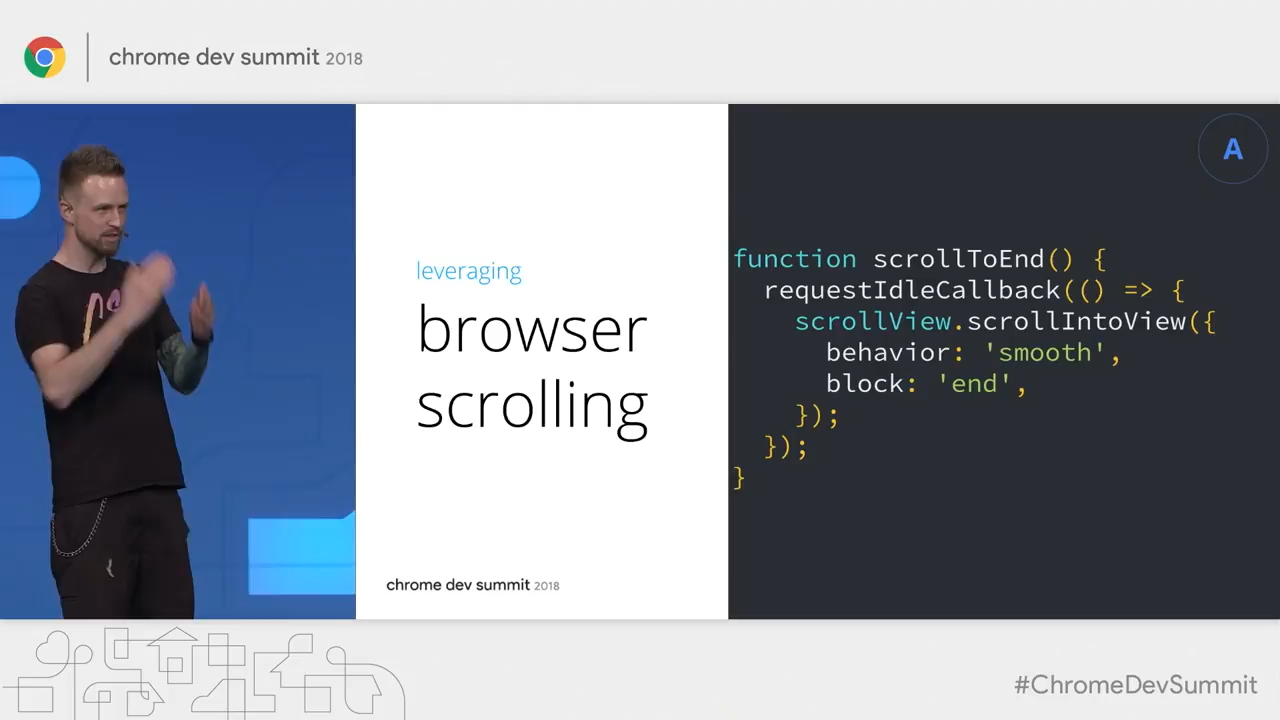 chrome dev summit 2018
leveraging
browser
scrolling
chrome dev summit 2018
A
function scrollToEnd() {
  requestIdleCallback(() => {
    scrollView.scrollIntoView({
      behavior: 'smooth',
      block: 'end',
    });
  });
}
#ChromeDevSummit